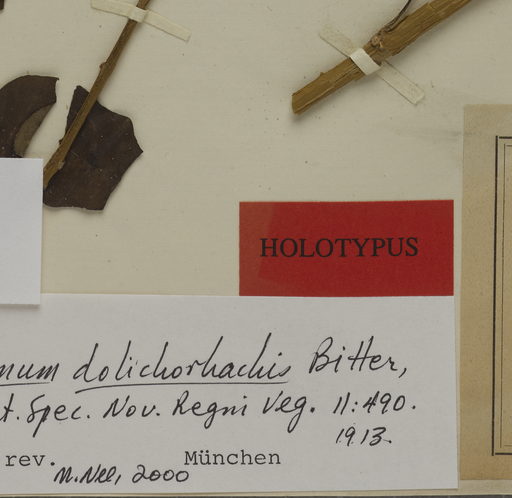 HOLOTYPUS
num dolichorhachis Bitter,
t. Spec. Nov. Regni Veg. 11:490.
1913.
rev. München
M. Nee, 2000